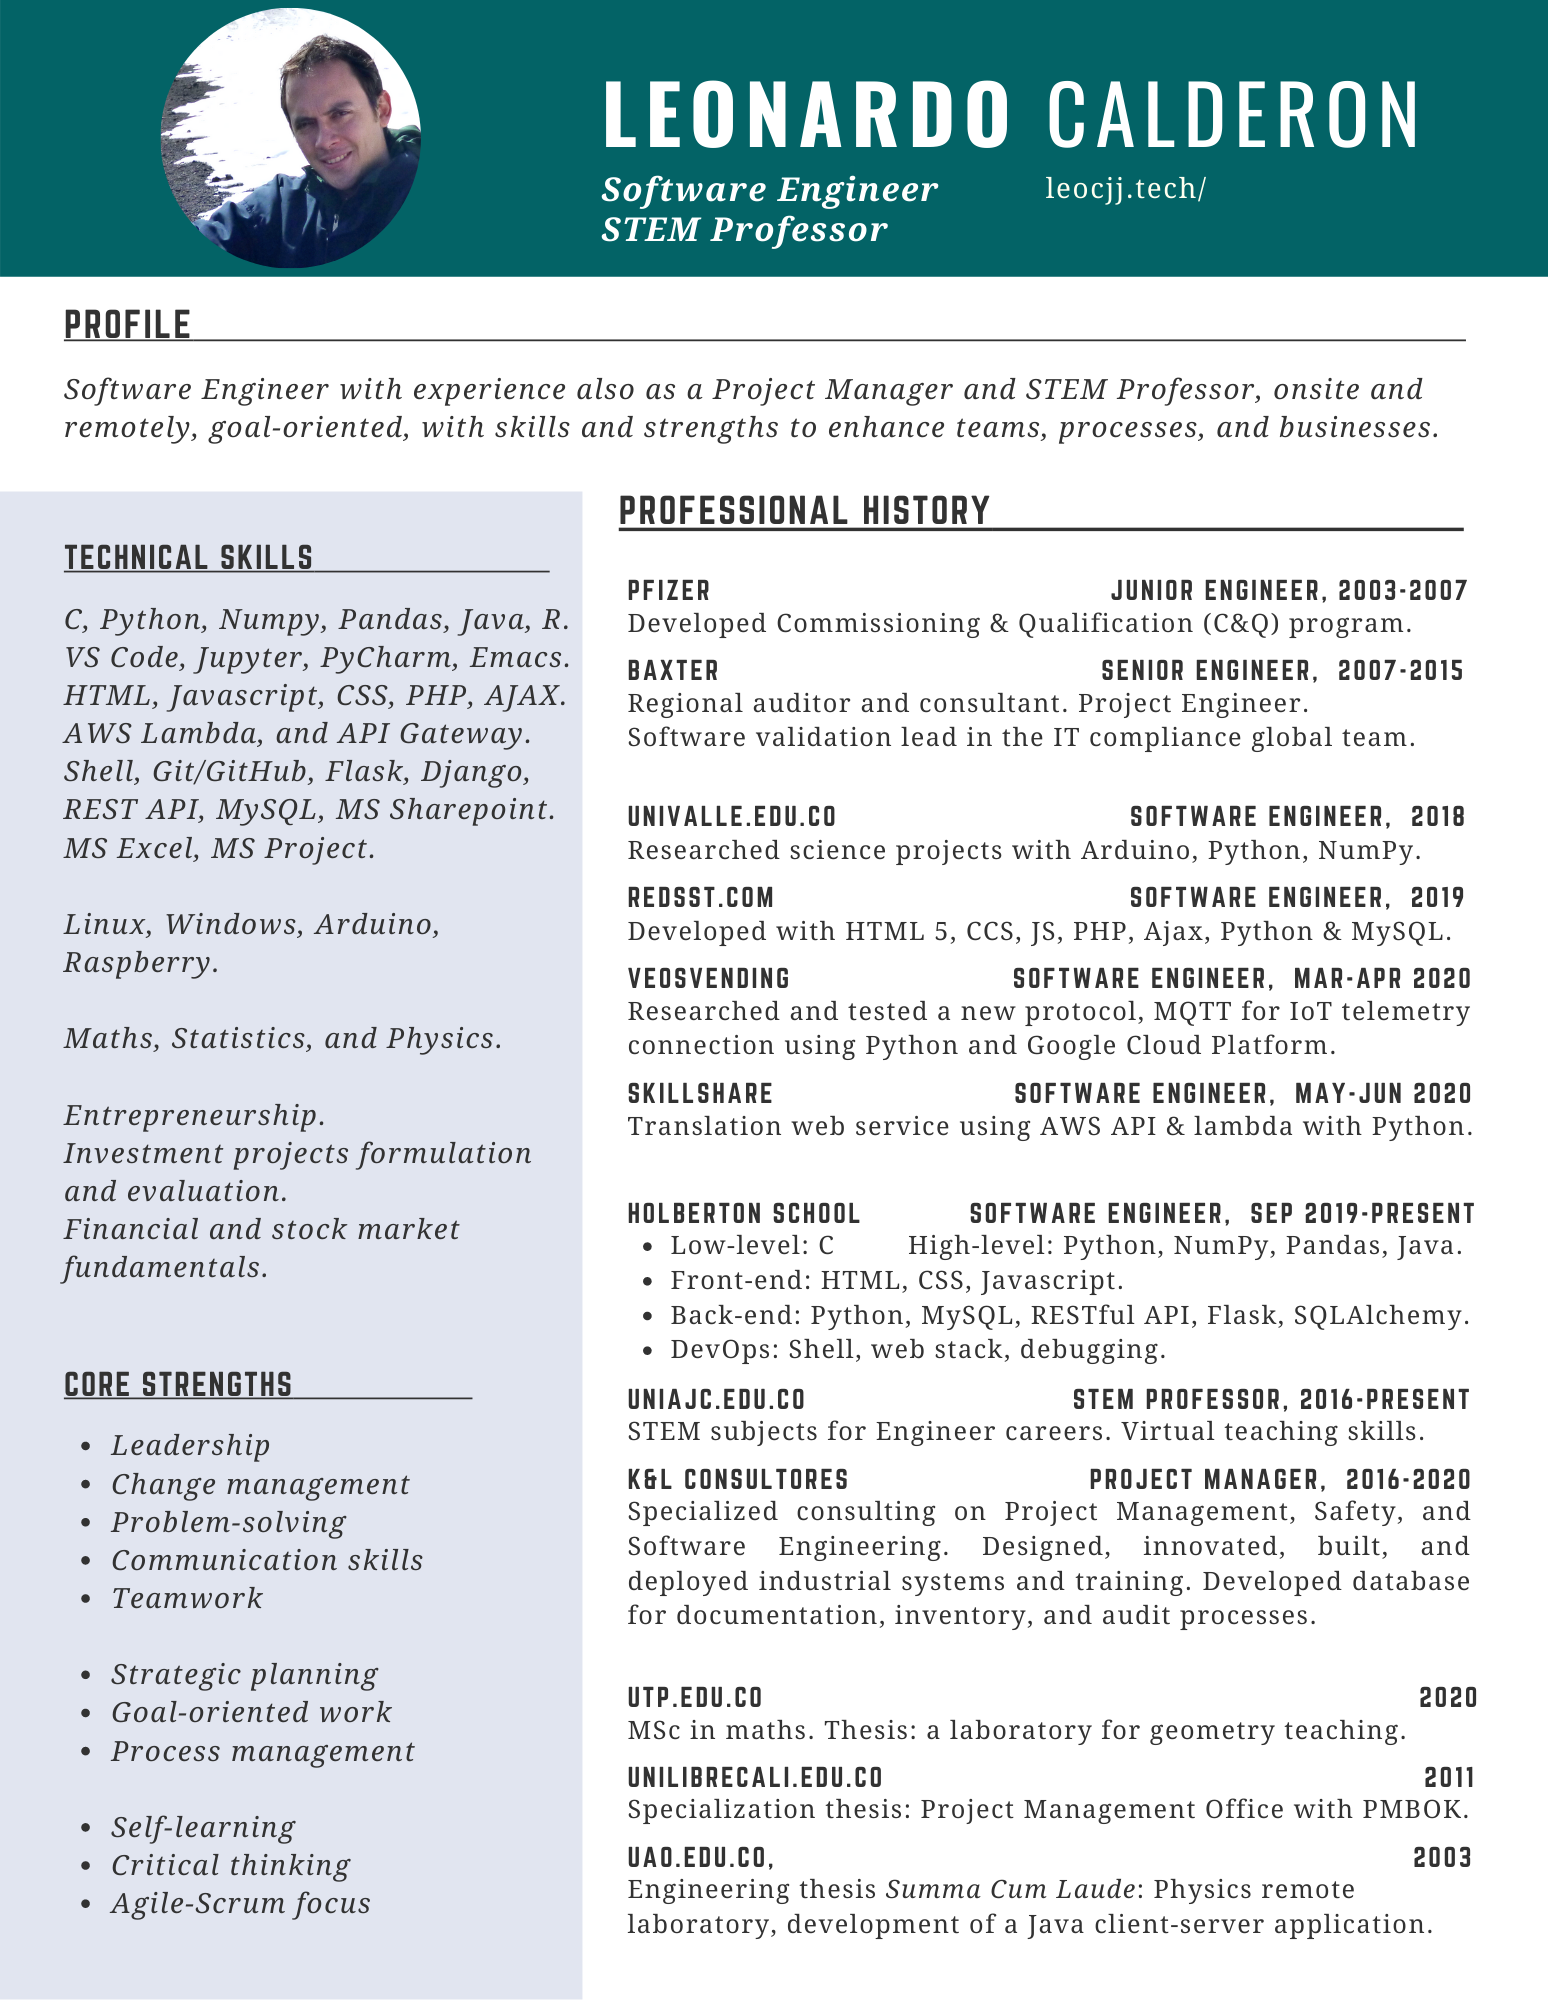 LEONARDO CALDERON
Software Engineer leocjj.tech/
STEM Professor
PROFILE
Software Engineer with experience also as a Project Manager and STEM Professor, onsite and
remotely, goal-oriented, with skills and strengths to enhance teams, processes, and businesses.
TECHNICAL SKILLS
C, Python, Numpy, Pandas, Java, R.
VS Code, Jupyter, PyCharm, Emacs.
HTML, Javascript, CSS, PHP, AJAX.
AWS Lambda, and API Gateway.
Shell, Git/GitHub, Flask, Django,
REST API, MySQL, MS Sharepoint.
MS Excel, MS Project.
Linux, Windows, Arduino,
Raspberry.
Maths, Statistics, and Physics.
Entrepreneurship.
Investment projects formulation
and evaluation.
Financial and stock market
fundamentals.
CORE STRENGTHS
• Leadership
• Change management
• Problem-solving
• Communication skills
• Teamwork
• Strategic planning
• Goal-oriented work
• Process management
• Self-learning
• Critical thinking
• Agile-Scrum focus
PROFESSIONAL HISTORY
PFIZER JUNIOR ENGINEER, 2003-2007
Developed Commissioning & Qualification (C&Q) program.
BAXTER SENIOR ENGINEER, 2007-2015
Regional auditor and consultant. Project Engineer.
Software validation lead in the IT compliance global team.
UNIVALLE.EDU.CO SOFTWARE ENGINEER, 2018
Researched science projects with Arduino, Python, NumPy.
REDSST.COM SOFTWARE ENGINEER, 2019
Developed with HTML 5, CCS, JS, PHP, Ajax, Python & MySQL.
VEOSVENDING SOFTWARE ENGINEER, MAR-APR 2020
Researched and tested a new protocol, MQTT for IoT telemetry
connection using Python and Google Cloud Platform.
SKILLSHARE SOFTWARE ENGINEER, MAY-JUN 2020
Translation web service using AWS API & lambda with Python.
HOLBERTON SCHOOL SOFTWARE ENGINEER, SEP 2019-PRESENT
• Low-level: C High-level: Python, NumPy, Pandas, Java.
• Front-end: HTML, CSS, Javascript.
• Back-end: Python, MySQL, RESTful API, Flask, SQLAlchemy.
• DevOps: Shell, web stack, debugging.
UNIAJC.EDU.CO STEM PROFESSOR, 2016-PRESENT
STEM subjects for Engineer careers. Virtual teaching skills.
K&L CONSULTORES PROJECT MANAGER, 2016-2020
Specialized consulting on Project Management, Safety, and
Software Engineering. Designed, innovated, built, and
deployed industrial systems and training. Developed database
for documentation, inventory, and audit processes.
UTP.EDU.CO 2020
MSc in maths. Thesis: a laboratory for geometry teaching.
UNILIBRECALI.EDU.CO 2011
Specialization thesis: Project Management Office with PMBOK.
UAO.EDU.CO, 2003
Engineering thesis Summa Cum Laude: Physics remote
laboratory, development of a Java client-server application.